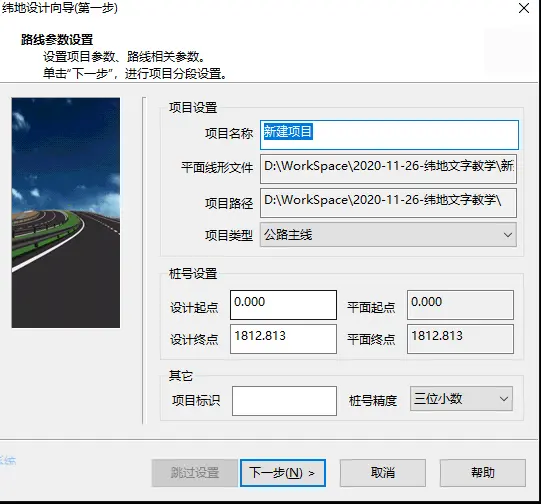 纬地设计向导(第一步)
路线参数设置
设置项目参数、路线相关参数。
单击“下一步”，进行项目分段设置。
项目设置
项目名称 新建项目
平面线形文件 D:\WorkSpace\2020-11-26-纬地文字教学\新
项目路径 D:\WorkSpace\2020-11-26-纬地文字教学\
项目类型 公路主线
桩号设置
设计起点 0.000 平面起点 0.000
设计终点 1812.813 平面终点 1812.813
其它
项目标识 桩号精度 三位小数
系统
跳过设置 下一步(N) > 取消 帮助